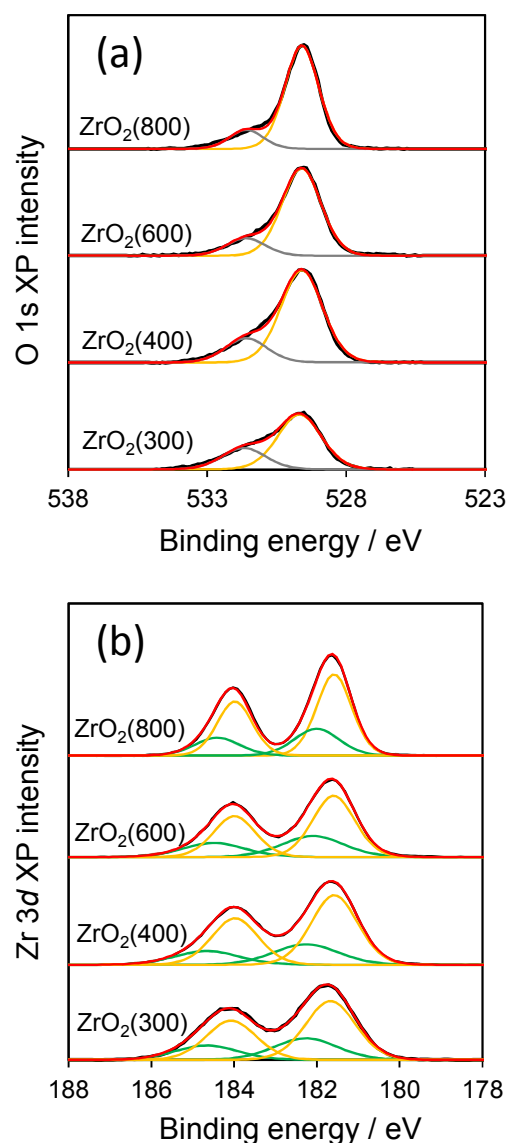 (a)
ZrO₂(800)
ZrO₂(600)
ZrO₂(400)
ZrO₂(300)
O 1s XP intensity
538 533 528 523
Binding energy / eV
(b)
ZrO₂(800)
ZrO₂(600)
ZrO₂(400)
ZrO₂(300)
Zr 3d XP intensity
188 186 184 182 180 178
Binding energy / eV